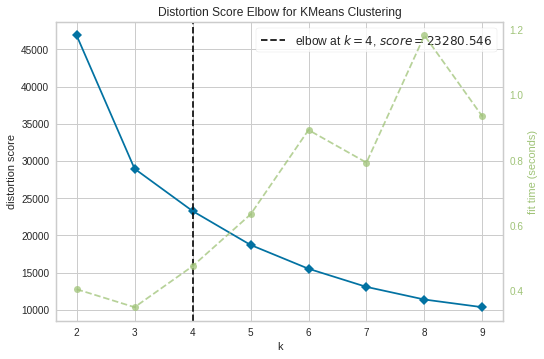 Distortion Score Elbow for KMeans Clustering
elbow at k = 4, score = 23280.546
distortion score
45000
40000
35000
30000
25000
20000
15000
10000
1.2
1.0
0.8
0.6
0.4
fit time (seconds)
2 3 4 5 6 7 8 9
k